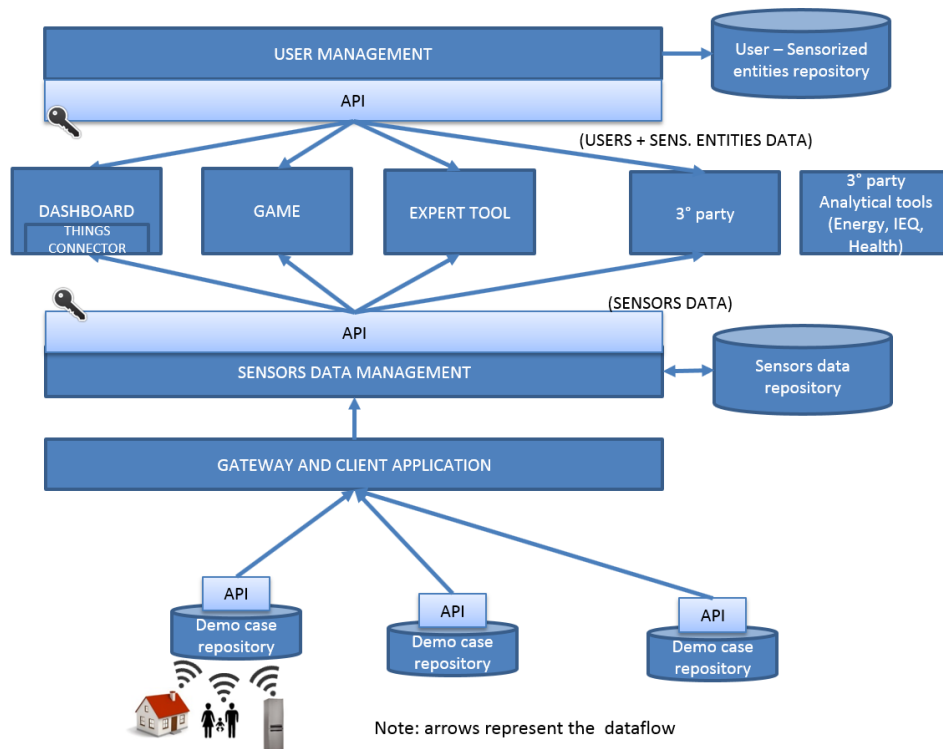 USER MANAGEMENT
User – Sensorized
entities repository
API
(USERS + SENS. ENTITIES DATA)
DASHBOARD
THINGS
CONNECTOR
GAME
EXPERT TOOL
3° party
3° party
Analytical tools
(Energy, IEQ,
Health)
(SENSORS DATA)
API
SENSORS DATA MANAGEMENT
Sensors data
repository
GATEWAY AND CLIENT APPLICATION
API
Demo case
repository
API
Demo case
repository
API
Demo case
repository
Note: arrows represent the dataflow